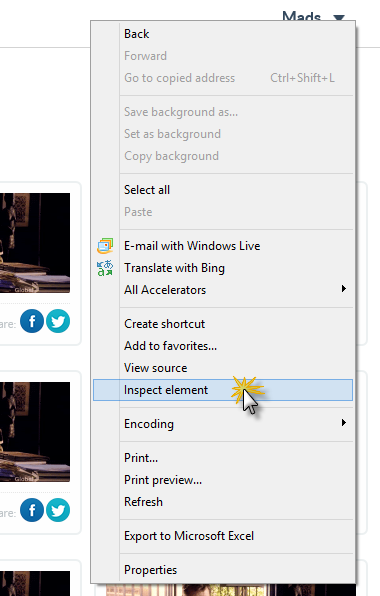 Mads
Back
Forward
Go to copied address Ctrl+Shift+L
Save background as...
Set as background
Copy background
Select all
Paste
E-mail with Windows Live
Translate with Bing
All Accelerators
Create shortcut
Add to favorites...
View source
Inspect element
Encoding
Print...
Print preview...
Refresh
Export to Microsoft Excel
Properties
Global
are:
Global
are: